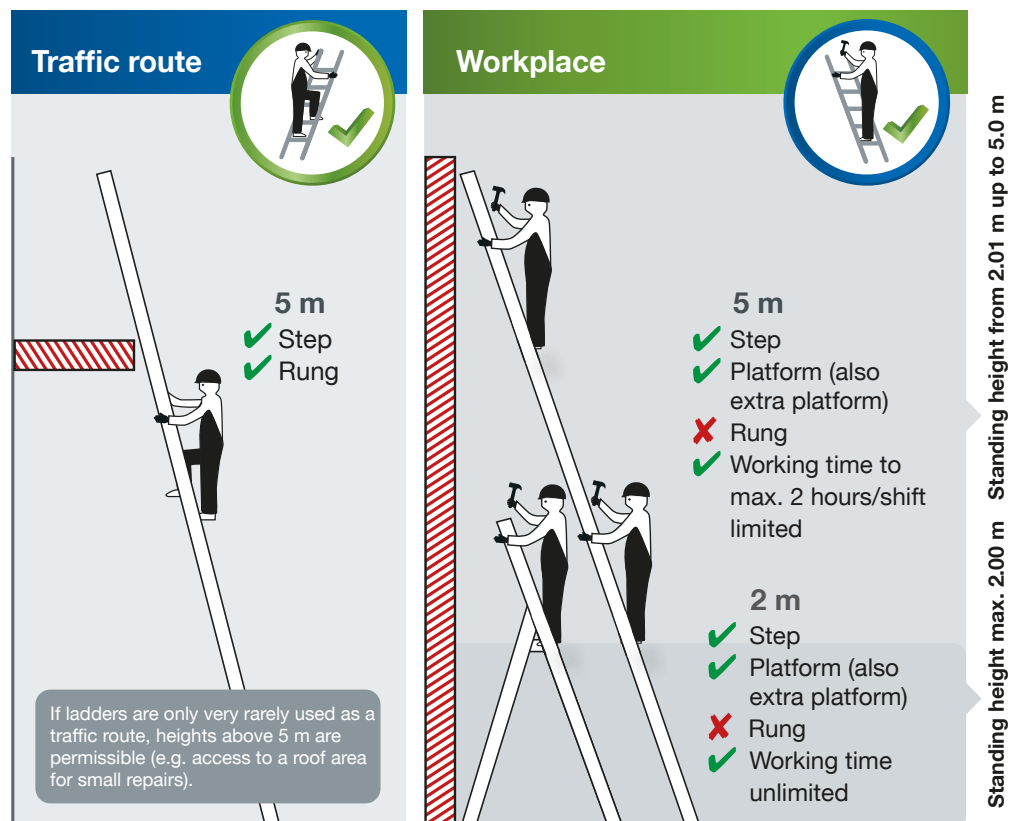 Traffic route
5 m
Step
Rung
If ladders are only very rarely used as a
traffic route, heights above 5 m are
permissible (e.g. access to a roof area
for small repairs).
Workplace
5 m
Step
Platform (also
extra platform)
Rung
Working time to
max. 2 hours/shift
limited
2 m
Step
Platform (also
extra platform)
Rung
Working time
unlimited
Standing height from 2.01 m up to 5.0 m
Standing height max. 2.00 m